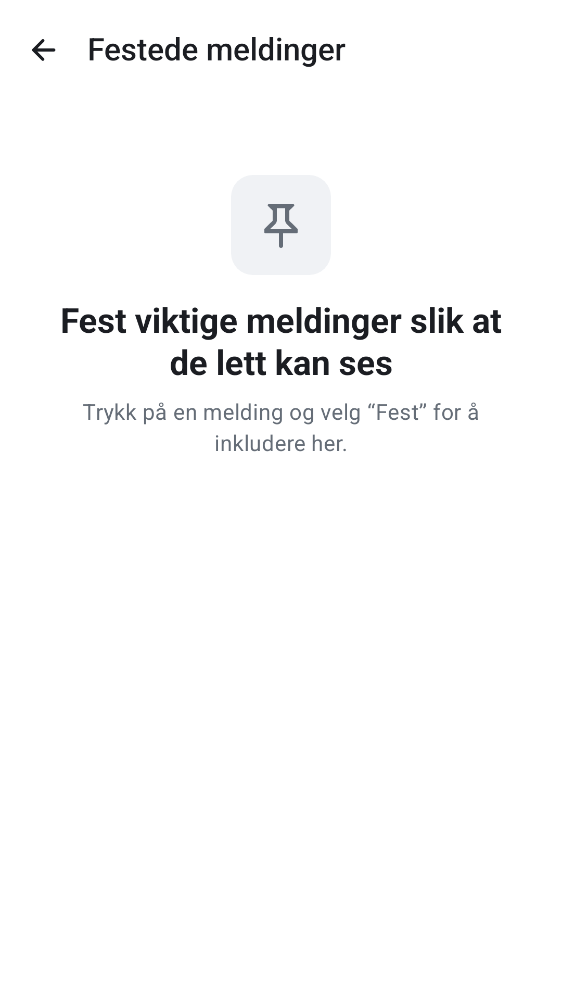 Festede meldinger
Fest viktige meldinger slik at
de lett kan ses
Trykk på en melding og velg “Fest” for å
inkludere her.